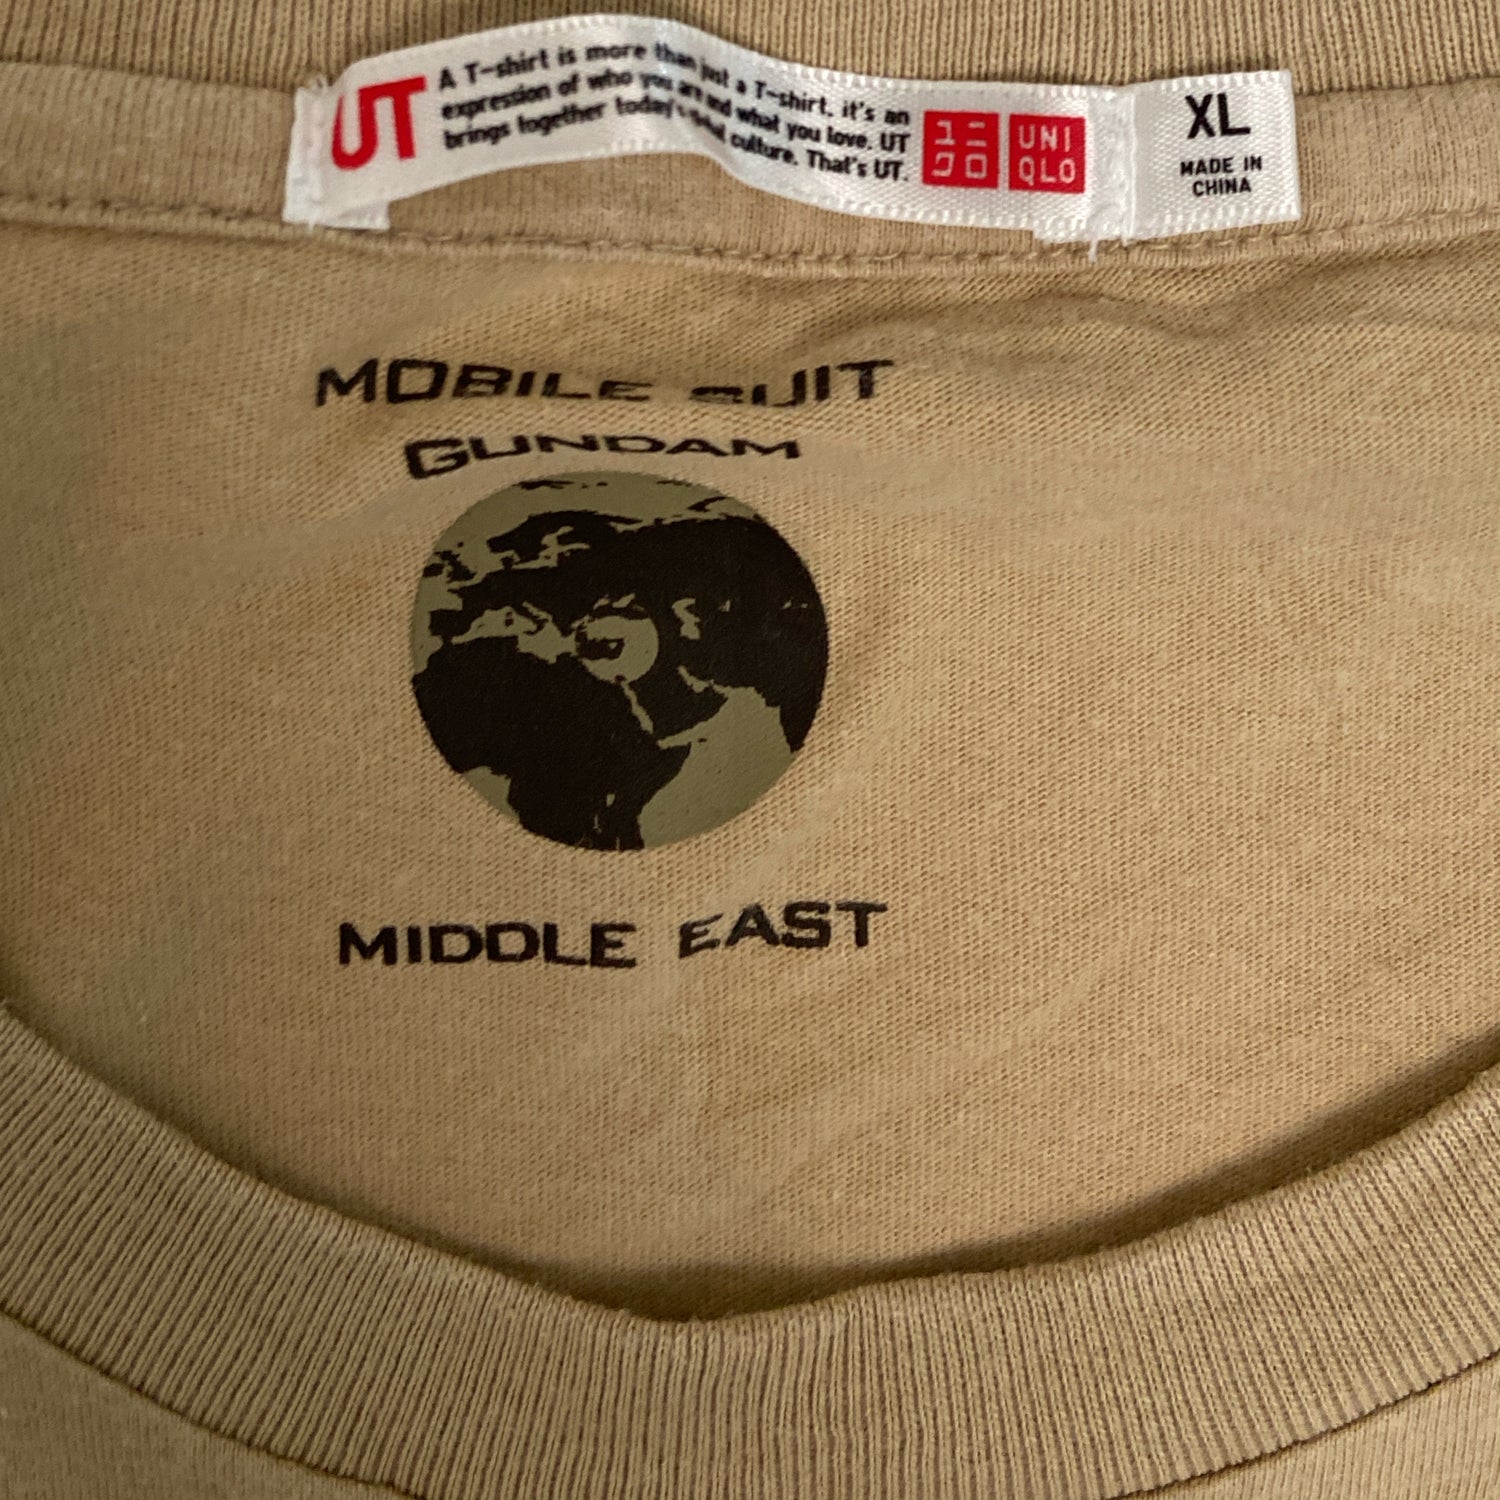 UT
A T-shirt is more than just a T-shirt. it's an
expression of who you are and what you love. UT
brings together today's culture. That's UT.
ユニ
クロ
UNI
QLO
XL
MADE IN
CHINA
MOBILE SUIT
GUNDAM
MIDDLE EAST